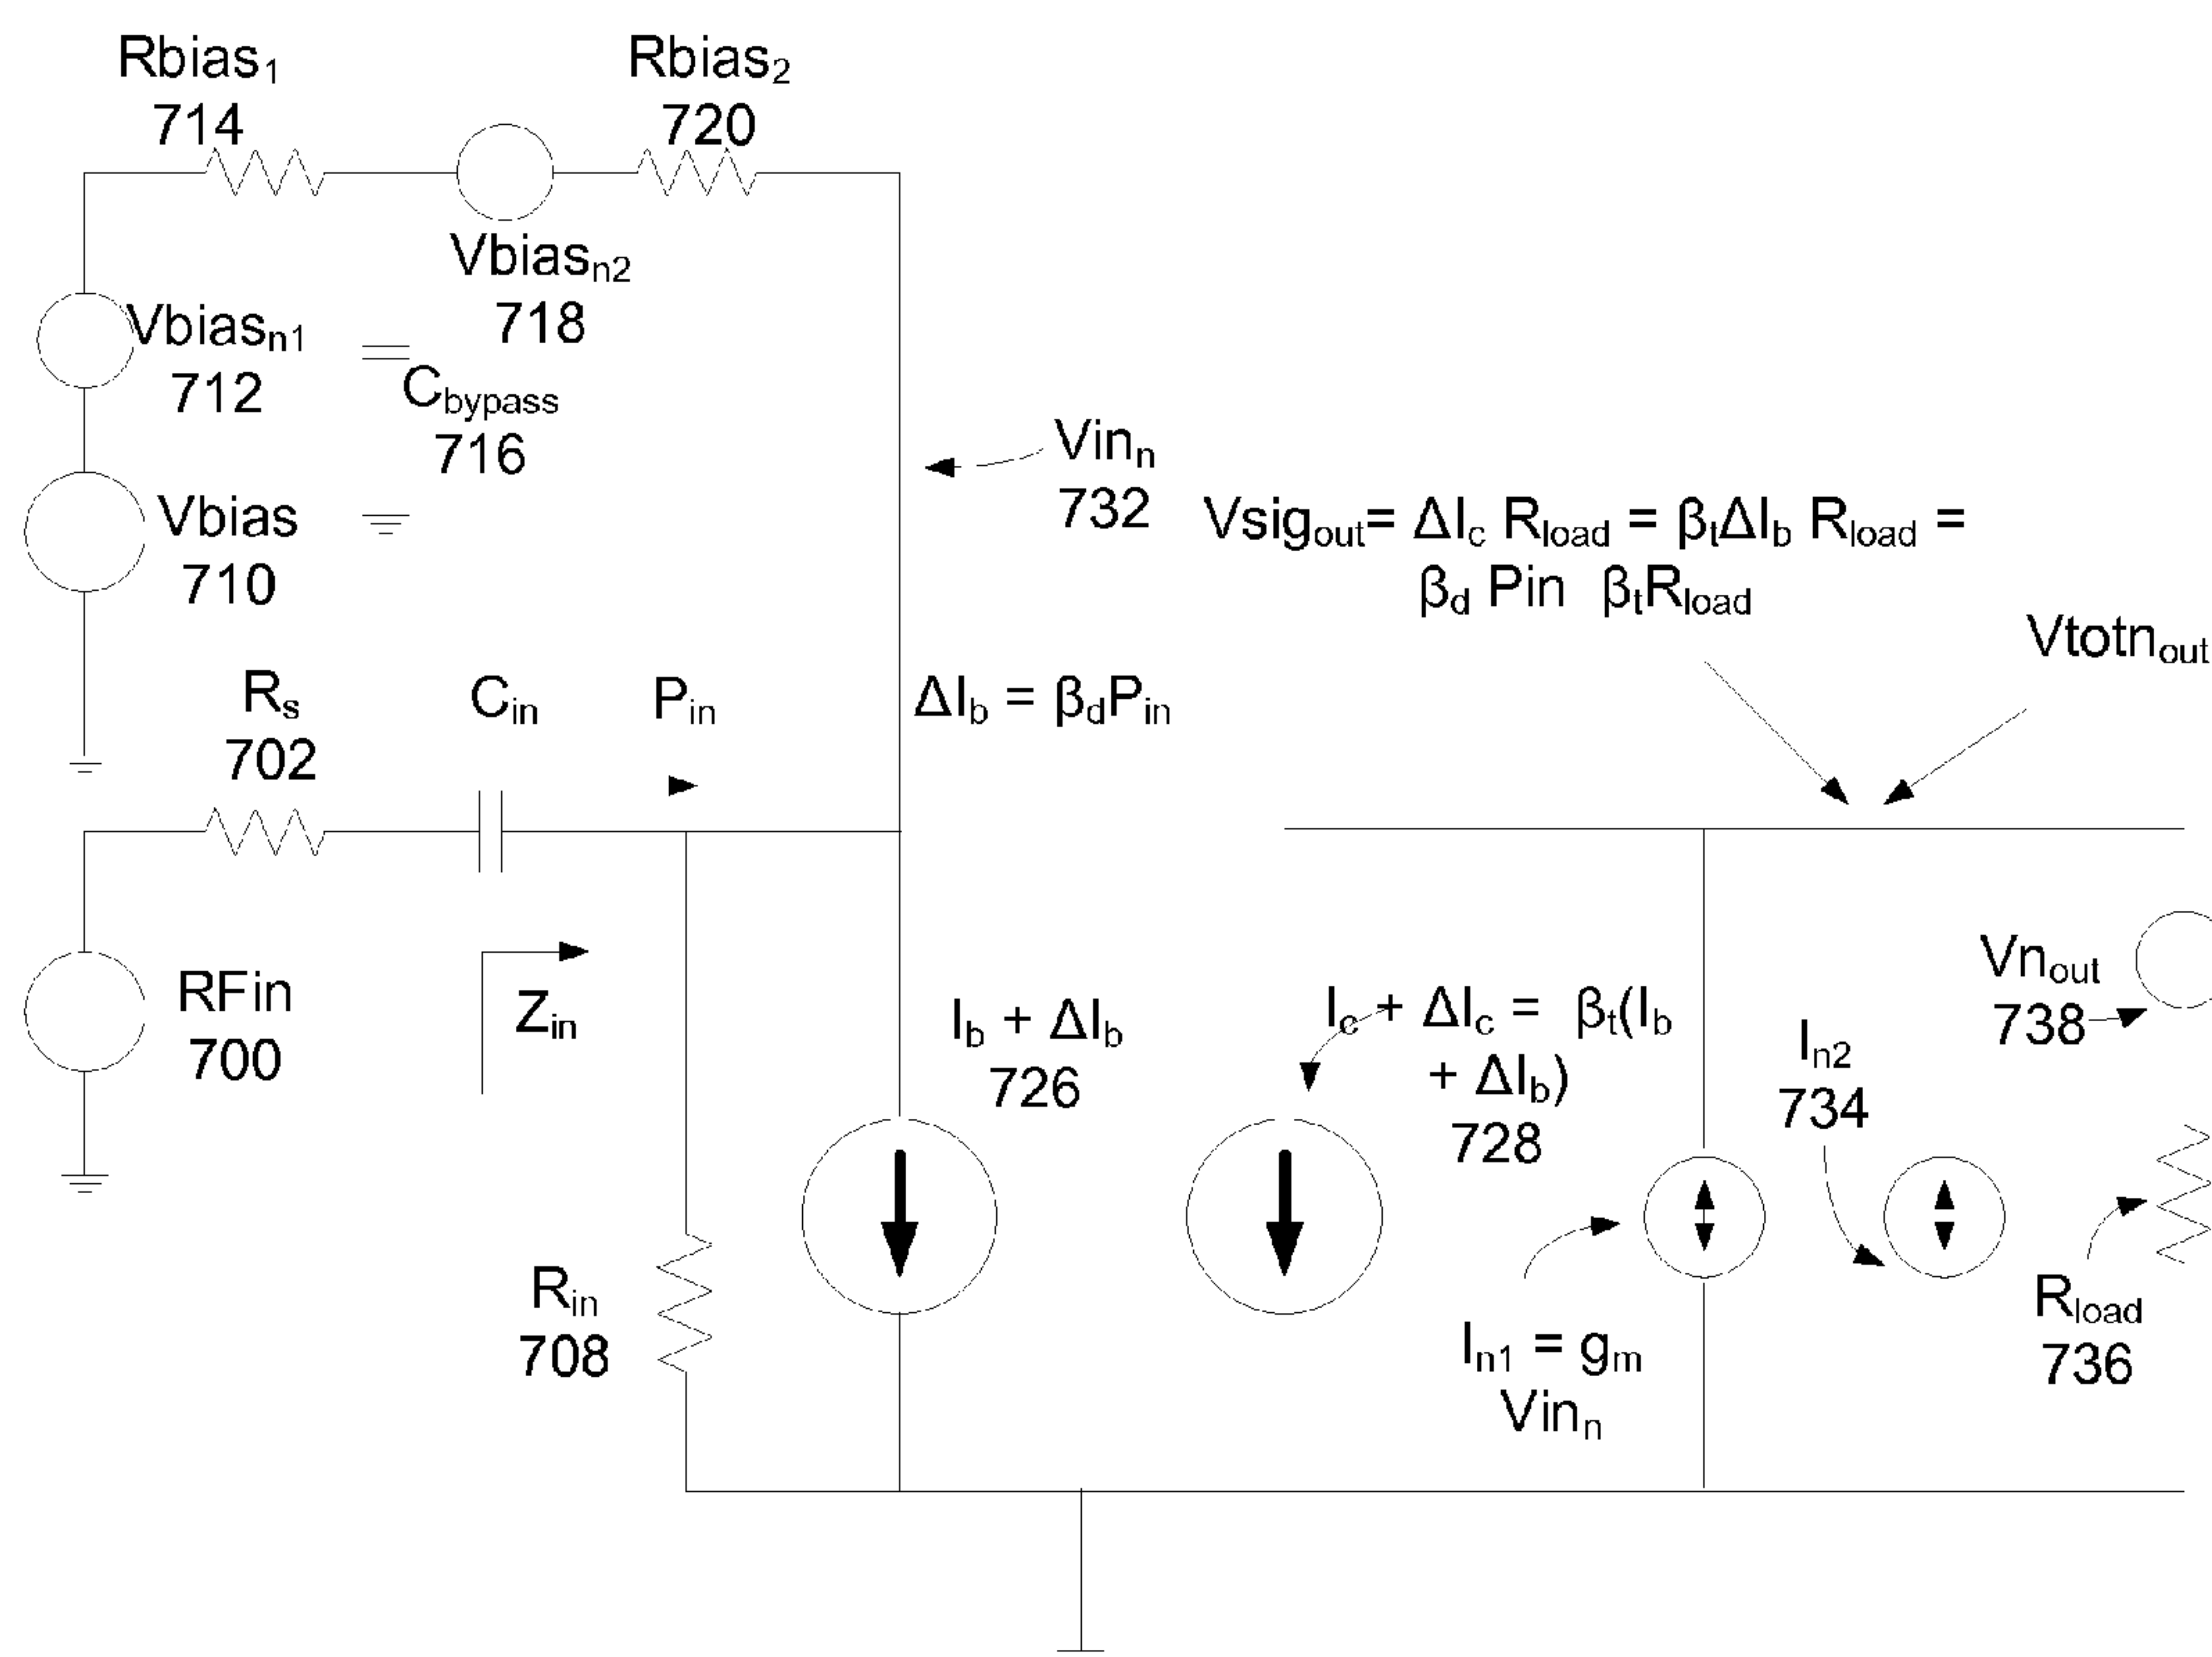 Rbias1
714
Rbias2
720
Vbiasn2
718
Vbiasn1
712
Cbypass
716
Vbias
710
Vinn
732
Vsigout= ΔIc Rload = βtΔIb Rload =
βd Pin βtRload
Vtotnout
Rs
702
Cin
Pin
ΔIb = βdPin
RFin
700
Zin
Ib + ΔIb
726
Ic + ΔIc = βt(Ib
+ ΔIb)
728
In2
734
Vnout
738
Rin
708
In1 = gm
Vinn
Rload
736